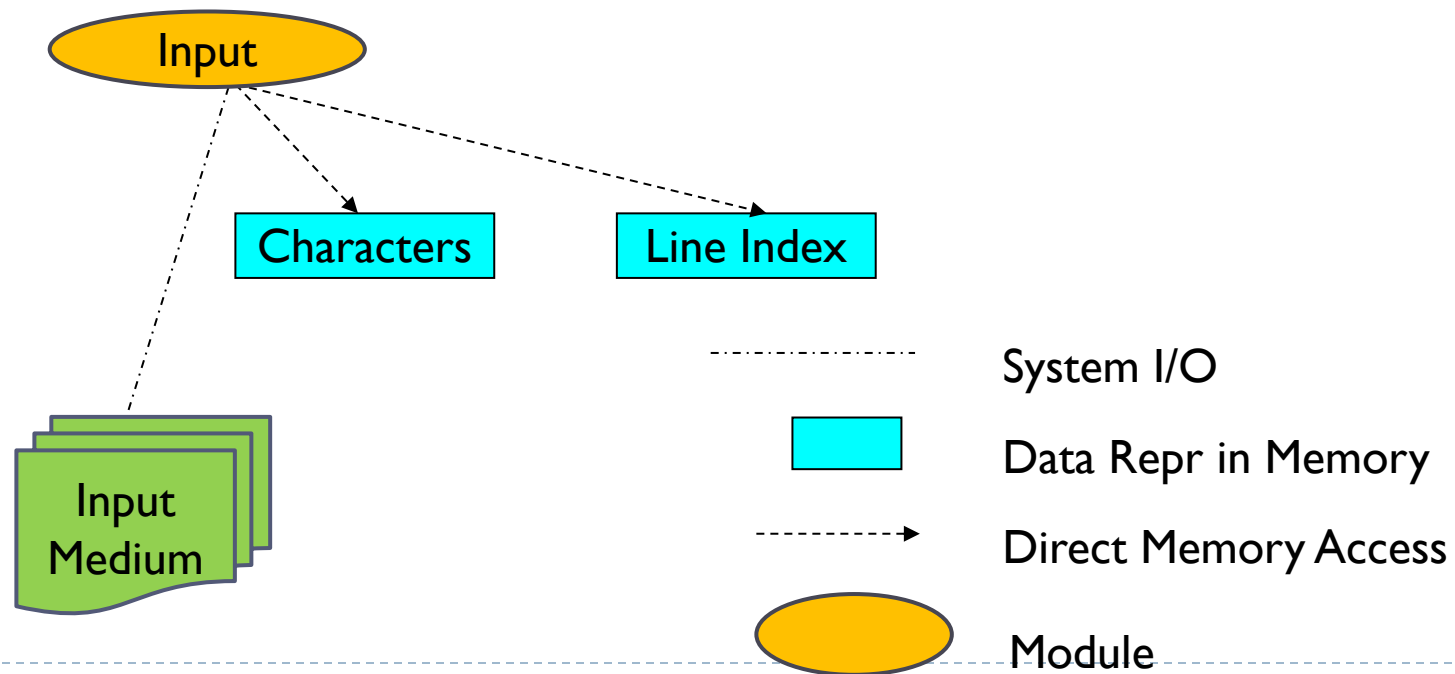 Input
Characters
Line Index
System I/O
Data Repr in Memory
Input
Medium
Direct Memory Access
Module